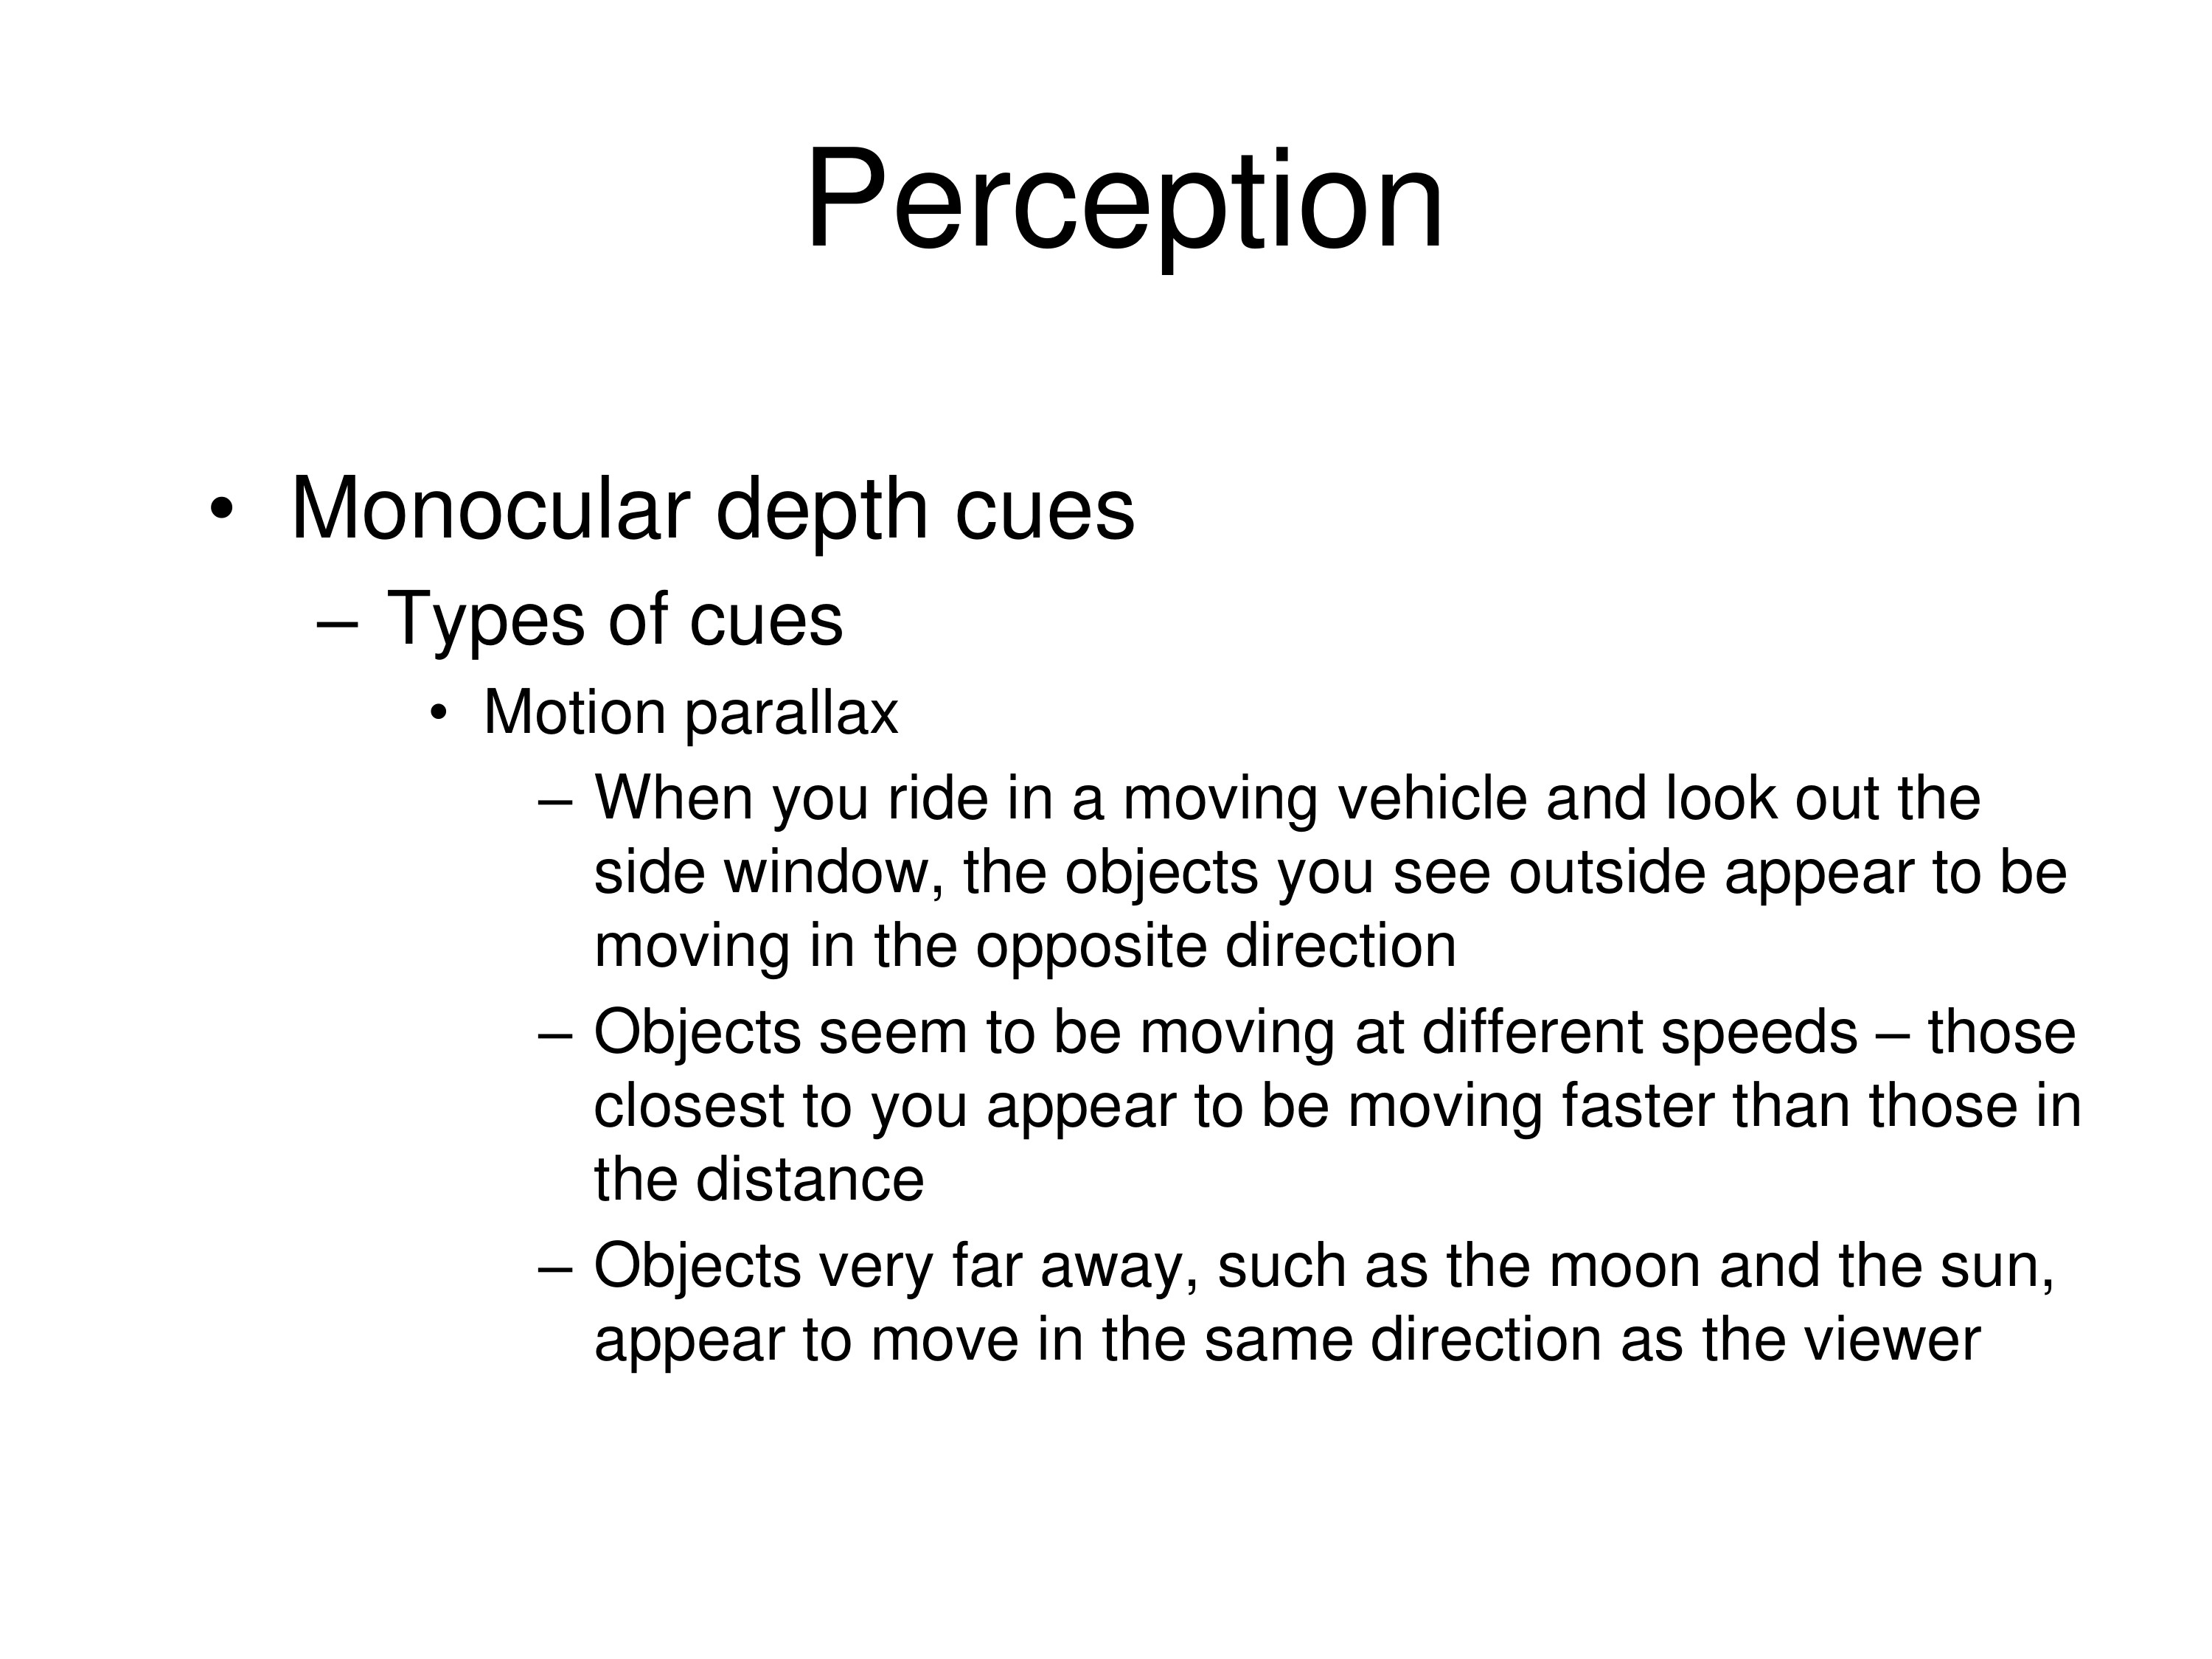 Perception
• Monocular depth cues
– Types of cues
• Motion parallax
– When you ride in a moving vehicle and look out the
side window, the objects you see outside appear to be
moving in the opposite direction
– Objects seem to be moving at different speeds – those
closest to you appear to be moving faster than those in
the distance
– Objects very far away, such as the moon and the sun,
appear to move in the same direction as the viewer